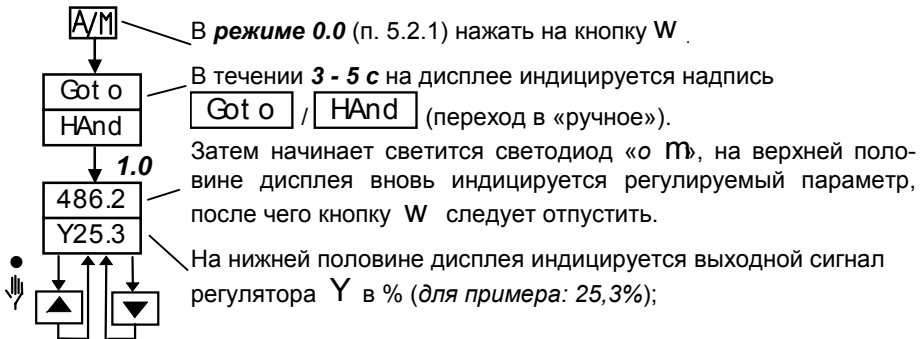 A/M
В режиме 0.0 (п. 5.2.1) нажать на кнопку W .
Got o
HAnd
В течении 3 - 5 с на дисплее индицируется надпись
Got o / HAnd (переход в «ручное»).
1.0
Затем начинает светится светодиод «о m», на верхней поло-
вине дисплея вновь индицируется регулируемый параметр,
после чего кнопку W следует отпустить.
486.2
Y25.3
На нижней половине дисплея индицируется выходной сигнал
регулятора Y в % (для примера: 25,3%);